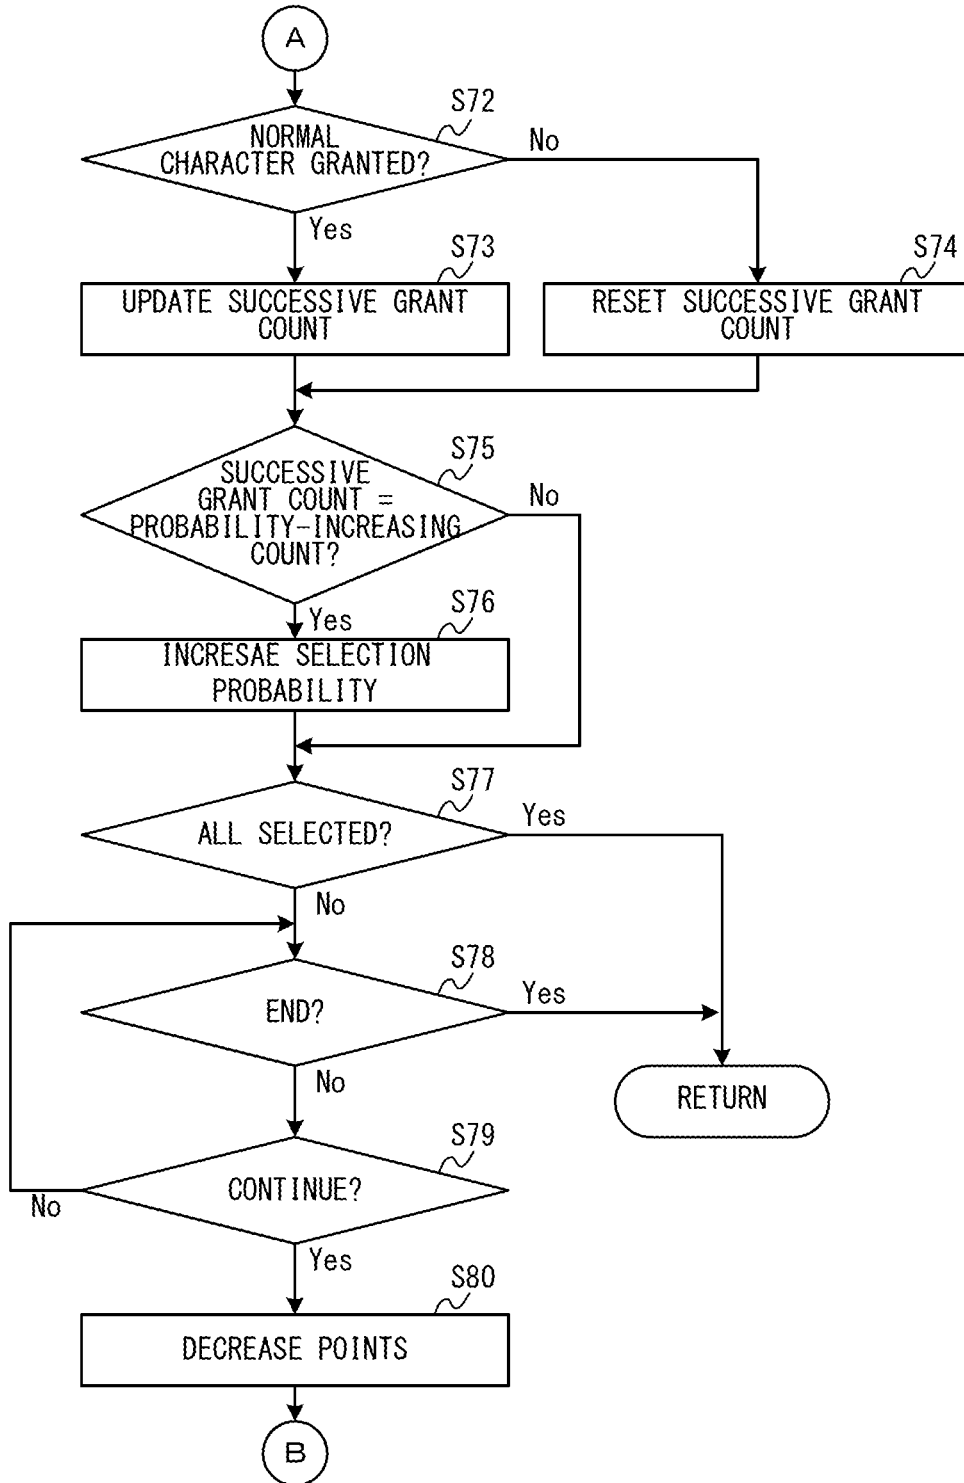 A
S72
NORMAL
CHARACTER GRANTED?
No
Yes
S73
UPDATE SUCCESSIVE GRANT
COUNT
S74
RESET SUCCESSIVE GRANT
COUNT
S75
SUCCESSIVE
GRANT COUNT =
PROBABILITY-INCREASING
COUNT?
No
Yes
S76
INCRESAE SELECTION
PROBABILITY
S77
ALL SELECTED?
Yes
No
S78
END?
Yes
No
RETURN
S79
CONTINUE?
No
Yes
S80
DECREASE POINTS
B